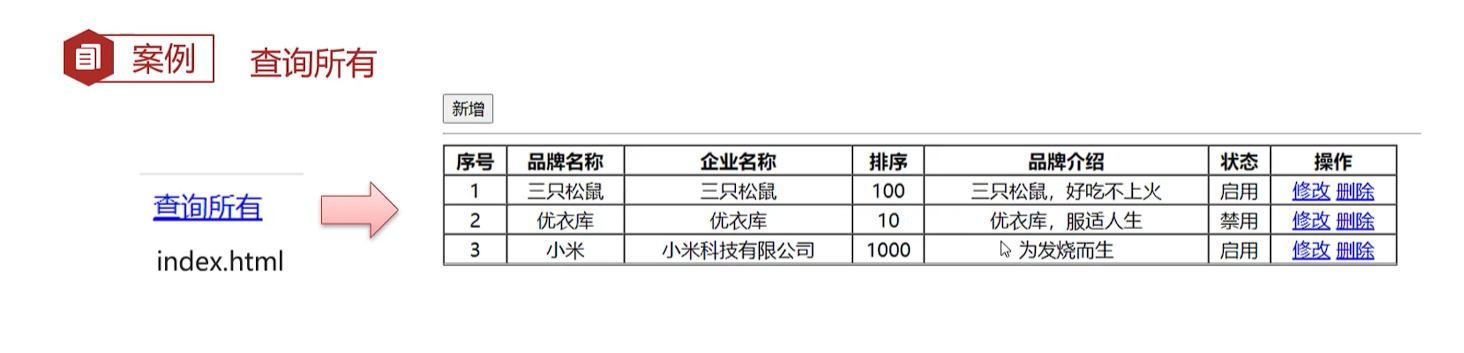 案例 查询所有
新增
序号 品牌名称 企业名称 排序 品牌介绍 状态 操作
1 三只松鼠 三只松鼠 100 三只松鼠，好吃不上火 启用 修改 删除
2 优衣库 优衣库 10 优衣库，服适人生 禁用 修改 删除
3 小米 小米科技有限公司 1000 为发烧而生 启用 修改 删除
查询所有
index.html